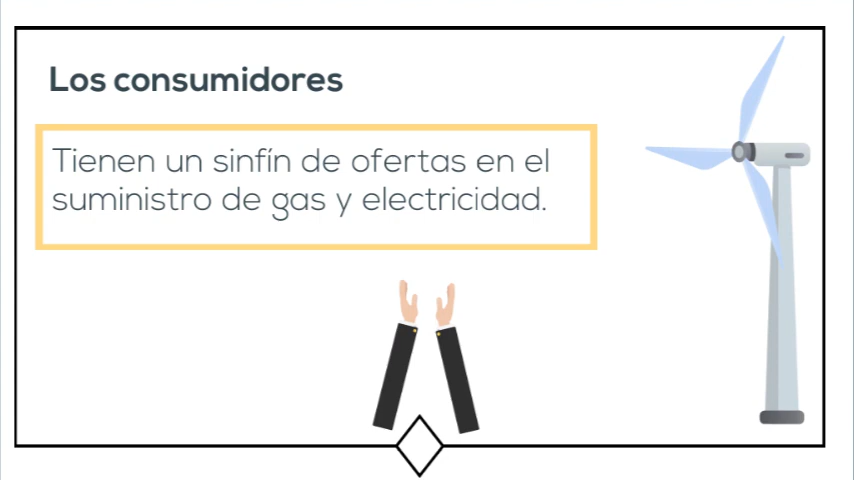 Los consumidores
Tienen un sinfín de ofertas en el
suministro de gas y electricidad.